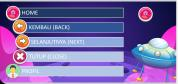 HOME
KEMBALI (BACK)
SELANJUTNYA (NEXT)
TUTUP (CLOSE)
PROFIL